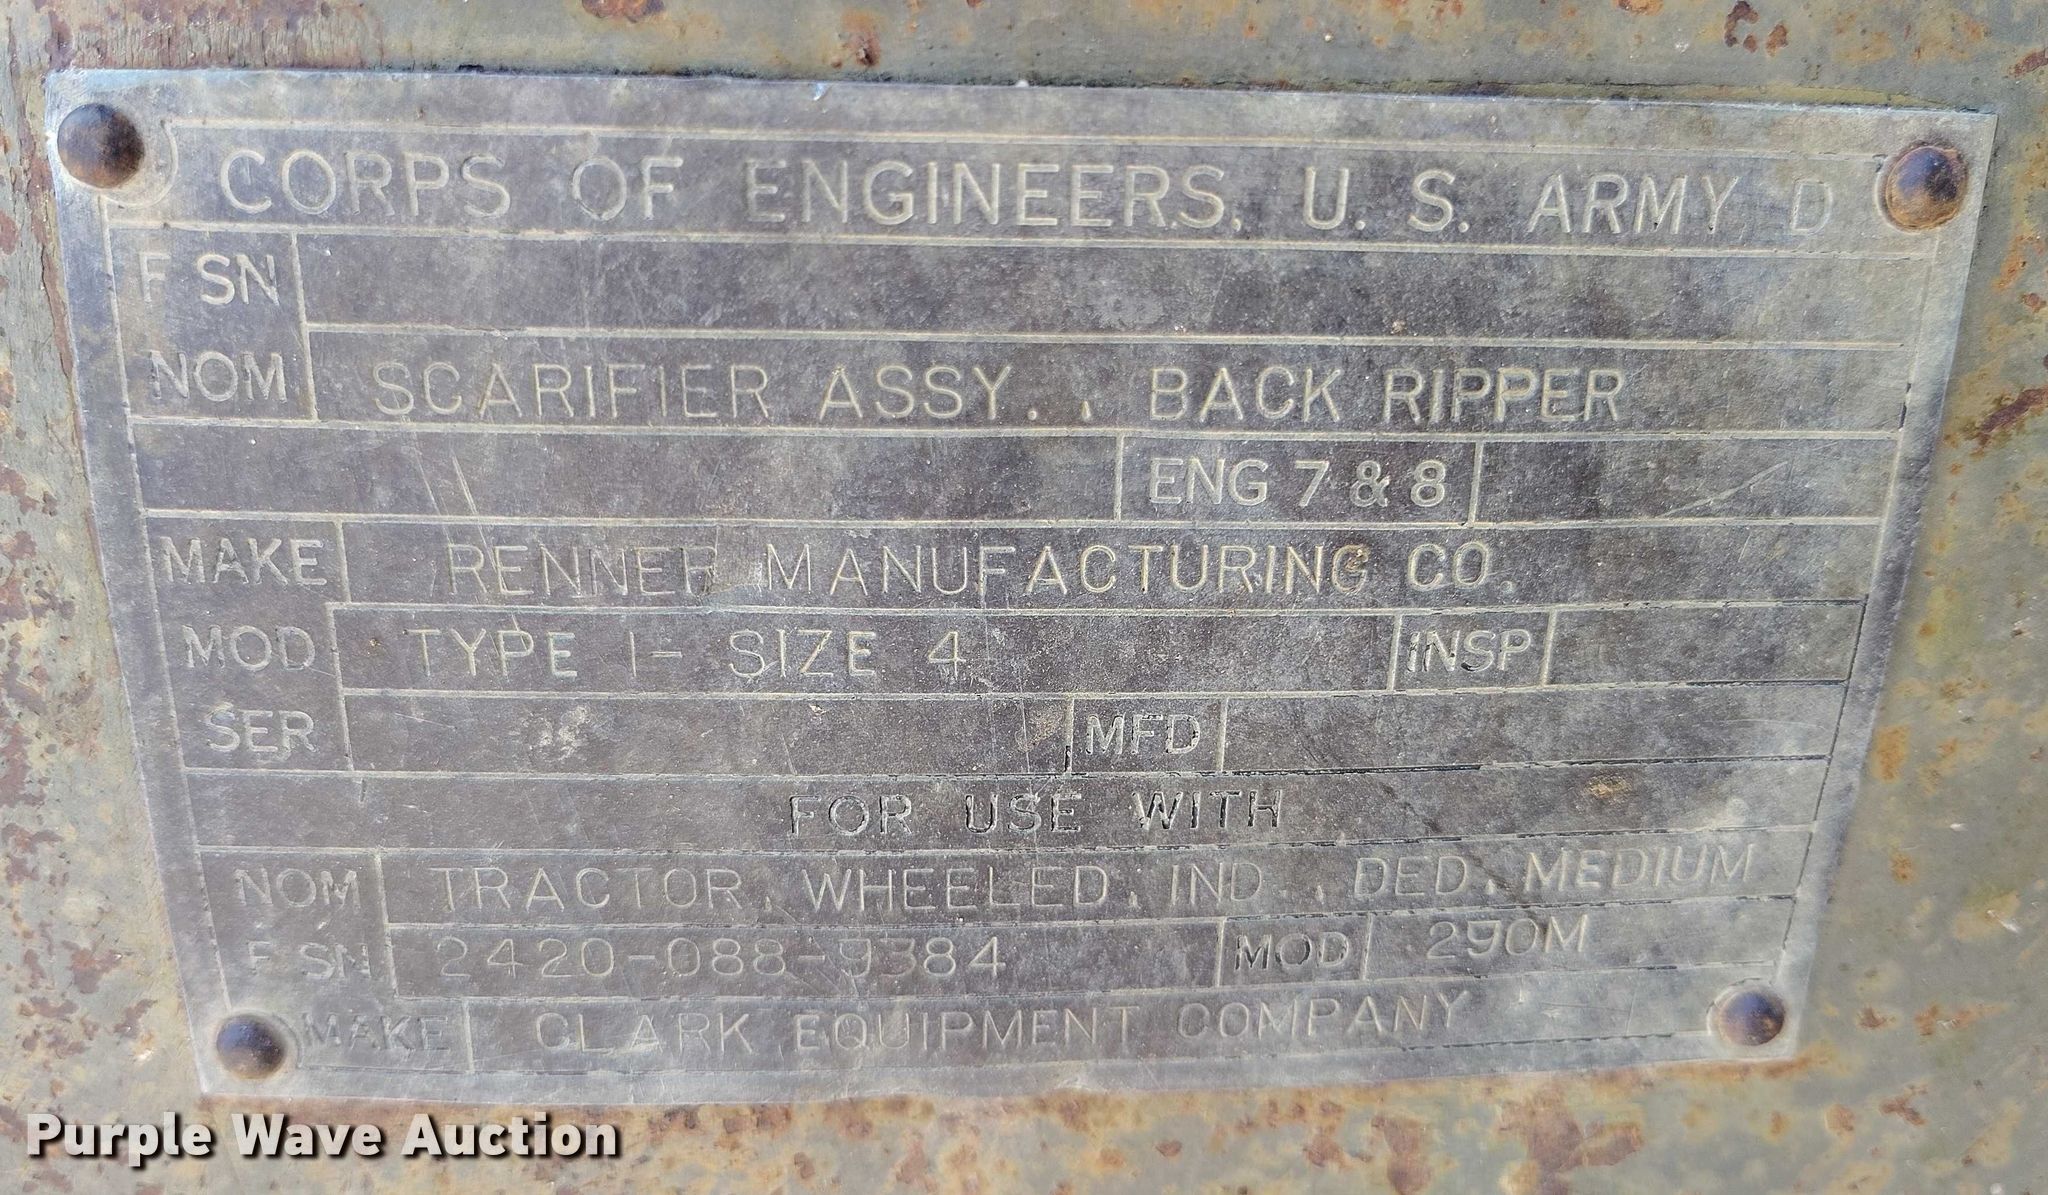 CORPS OF ENGINEERS, U. S. ARMY D
F SN
NOM SCARIFIER ASSY. . BACK RIPPER
ENG 7 & 8
MAKE RENNER MANUFACTURING CO.
MOD TYPE I- SIZE 4 INSP
SER MFD
FOR USE WITH
NOM TRACTOR, WHEELED, IND., DED, MEDIUM
F SN 2420-088-9384 MOD 290M
MAKE CLARK EQUIPMENT COMPANY
Purple Wave Auction